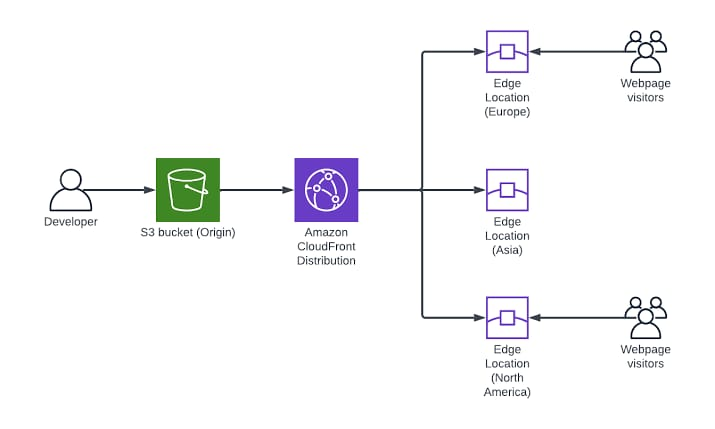 Edge
Location
(Europe)
Webpage
visitors
Developer
S3 bucket (Origin)
Amazon
CloudFront
Distribution
Edge
Location
(Asia)
Edge
Location
(North
America)
Webpage
visitors